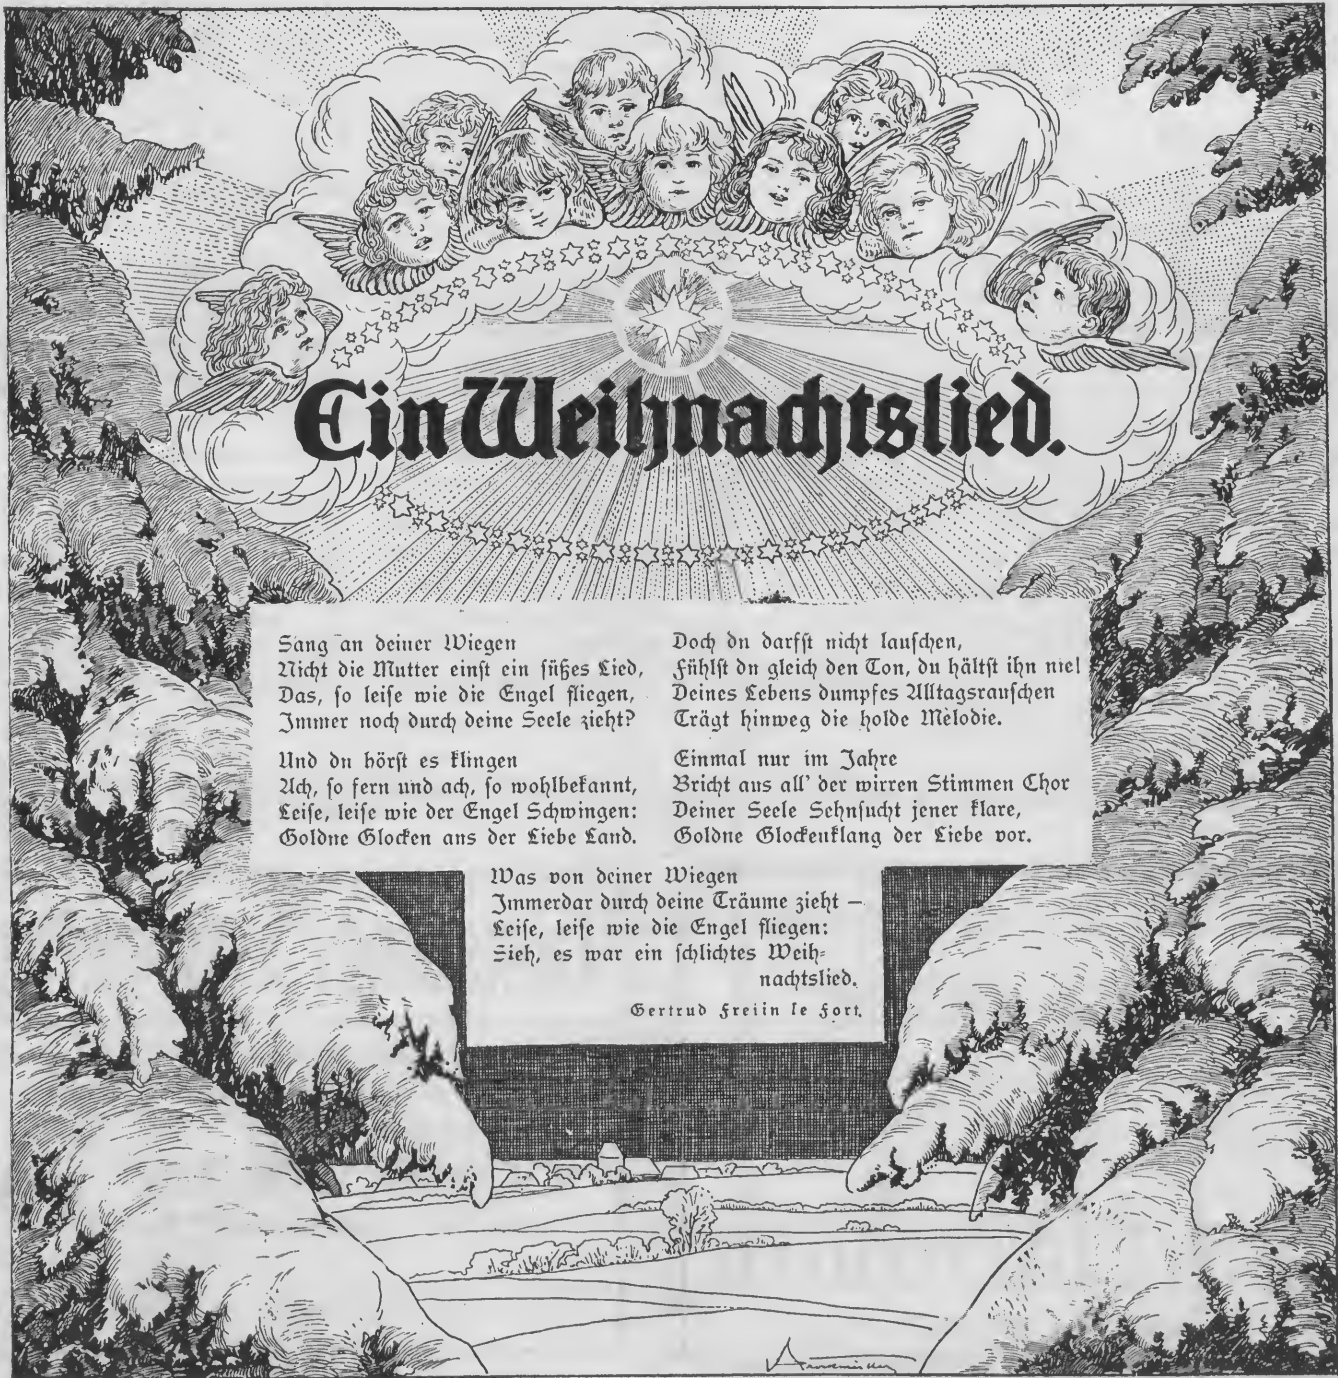 Ein Weihnachtslied.
Sang an deiner Wiegen
Nicht die Mutter einst ein süßes Lied,
Das, so leise wie die Engel fliegen,
Immer noch durch deine Seele zieht?
Und du hörst es klingen
Ach, so fern und ach, so wohlbekannt,
Leise, leise wie der Engel Schwingen:
Goldne Glocken aus der Liebe Land.
Doch du darfst nicht lauschen,
Fühlst du gleich den Ton, du hältst ihn nie!
Deines Lebens dumpfes Alltagsrauschen
Trägt hinweg die holde Melodie.
Einmal nur im Jahre
Bricht aus all' der wirren Stimmen Chor
Deiner Seele Sehnsucht jener klare,
Goldne Glockenklang der Liebe vor.
Was von deiner Wiegen
Immerdar durch deine Träume zieht —
Leise, leise wie die Engel fliegen:
Sieh, es war ein schlichtes Weih-
nachtslied.
Gertrud Freiin le Fort.